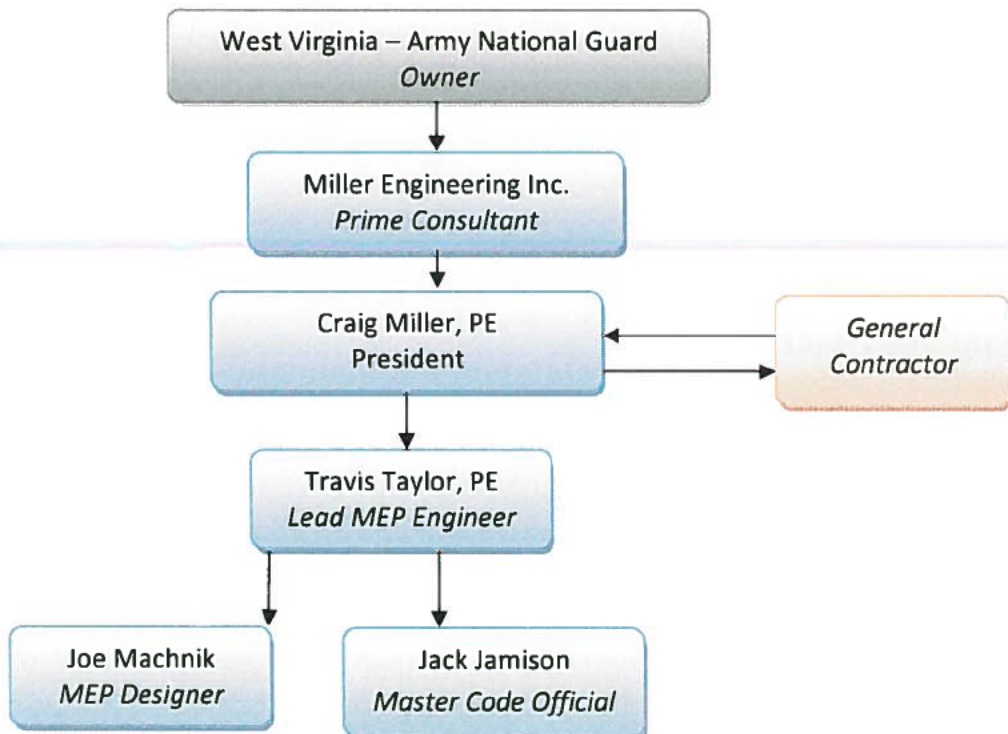 West Virginia – Army National Guard
Owner
Miller Engineering Inc.
Prime Consultant
Craig Miller, PE
President
General
Contractor
Travis Taylor, PE
Lead MEP Engineer
Joe Machnik
MEP Designer
Jack Jamison
Master Code Official